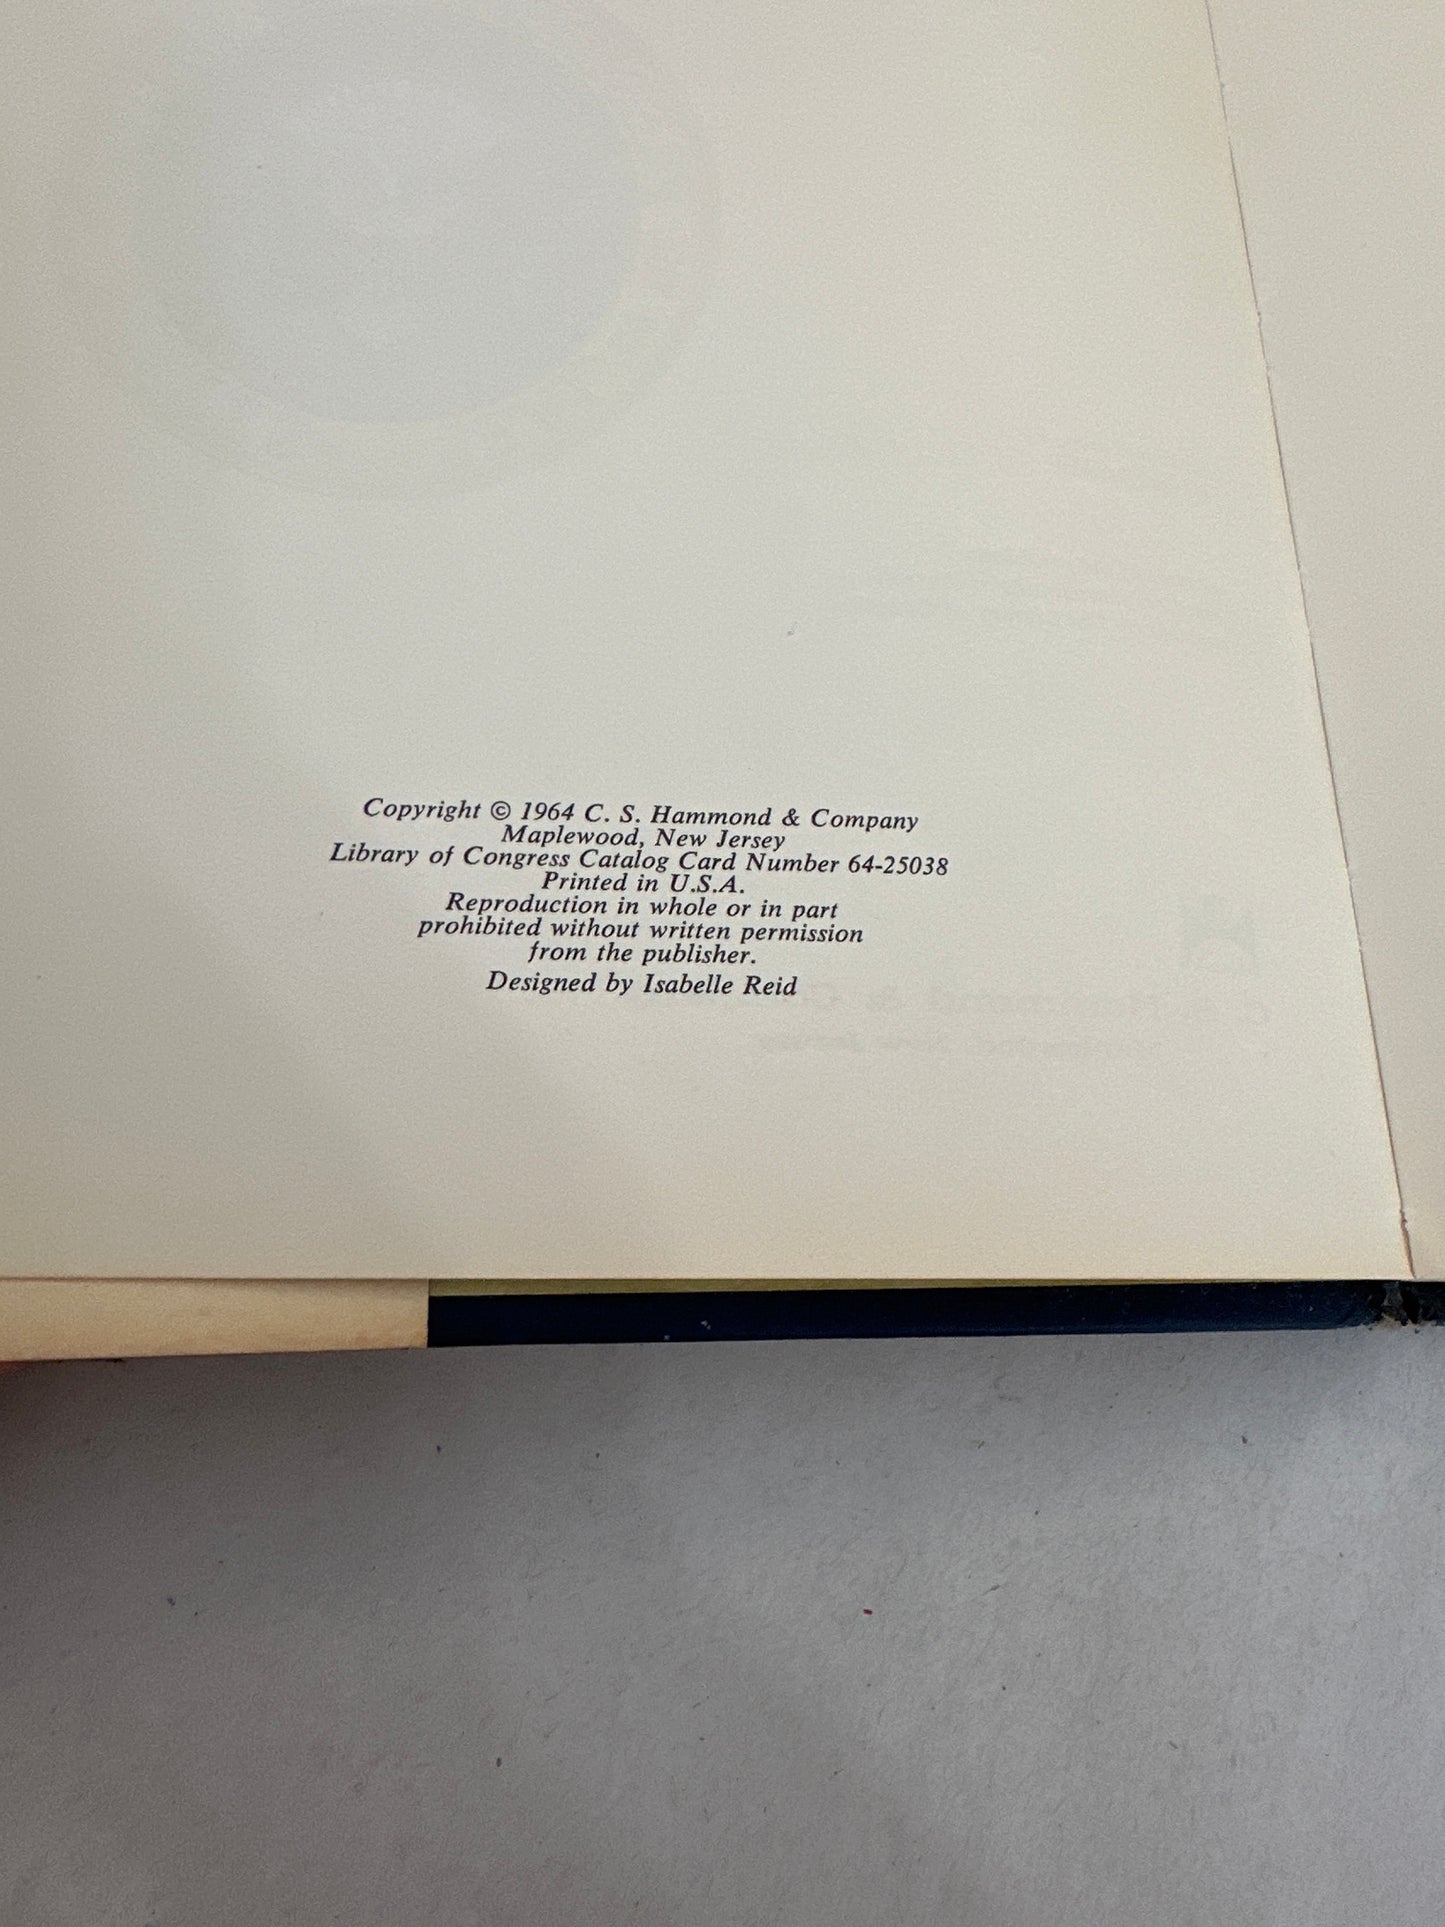 Copyright © 1964 C. S. Hammond & Company
Maplewood, New Jersey
Library of Congress Catalog Card Number 64-25038
Printed in U.S.A.
Reproduction in whole or in part
prohibited without written permission
from the publisher.
Designed by Isabelle Reid